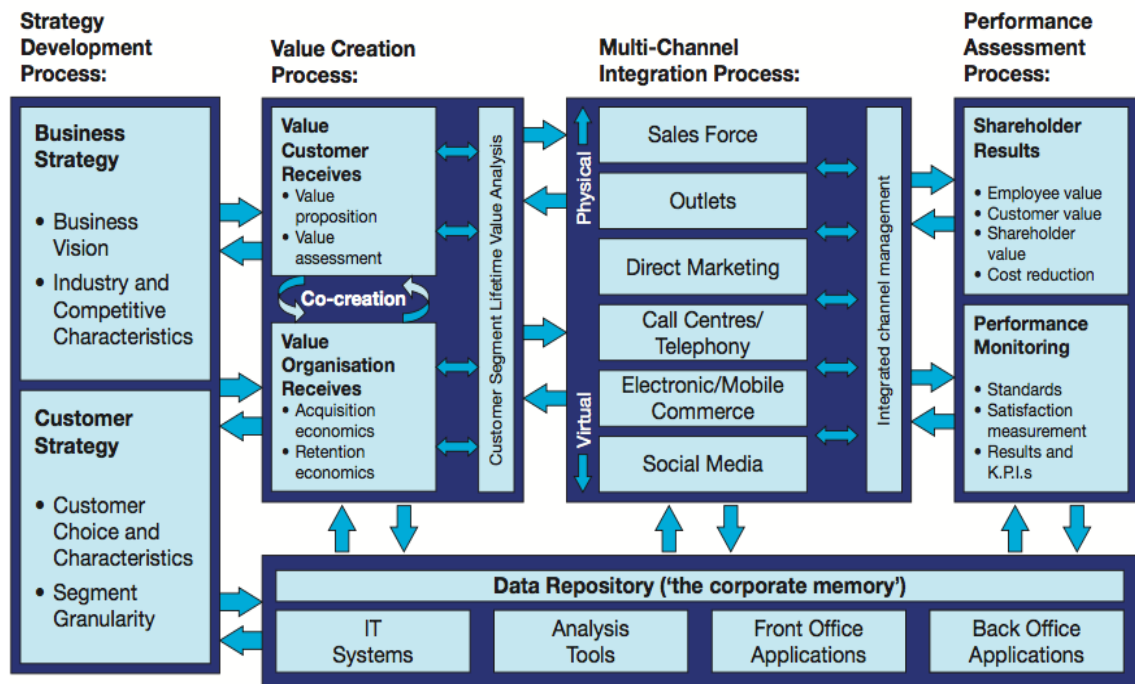 Strategy
Development
Process:
Value Creation
Process:
Multi-Channel
Integration Process:
Performance
Assessment
Process:
Business
Strategy
• Business
Vision
• Industry and
Competitive
Characteristics
Customer
Strategy
• Customer
Choice and
Characteristics
• Segment
Granularity
Value
Customer
Receives
• Value
proposition
• Value
assessment
Co-creation
Value
Organisation
Receives
• Acquisition
economics
• Retention
economics
Customer Segment Lifetime Value Analysis
Physical
Virtual
Sales Force
Outlets
Direct Marketing
Call Centres/
Telephony
Electronic/Mobile
Commerce
Social Media
Integrated channel management
Shareholder
Results
• Employee value
• Customer value
• Shareholder
value
• Cost reduction
Performance
Monitoring
• Standards
• Satisfaction
measurement
• Results and
K.P.I.s
Data Repository (‘the corporate memory’)
IT
Systems
Analysis
Tools
Front Office
Applications
Back Office
Applications